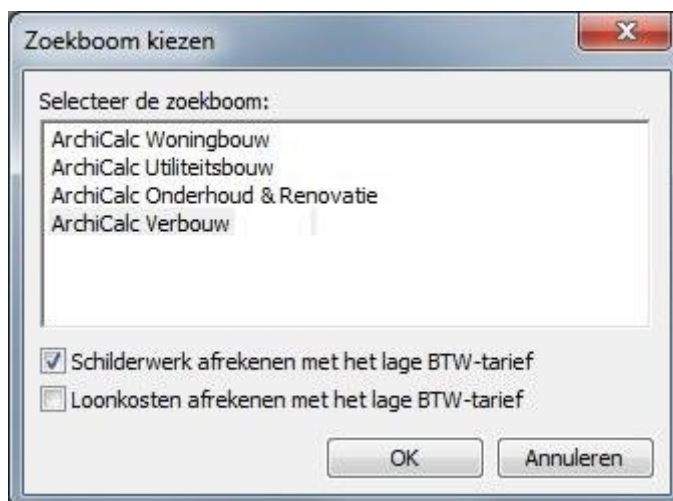 Zoekboom kiezen
Selecteer de zoekboom:
ArchiCalc Woningbouw
ArchiCalc Utiliteitsbouw
ArchiCalc Onderhoud & Renovatie
ArchiCalc Verbouw
Schilderwerk afrekenen met het lage BTW-tarief
Loonkosten afrekenen met het lage BTW-tarief
OK
Annuleren